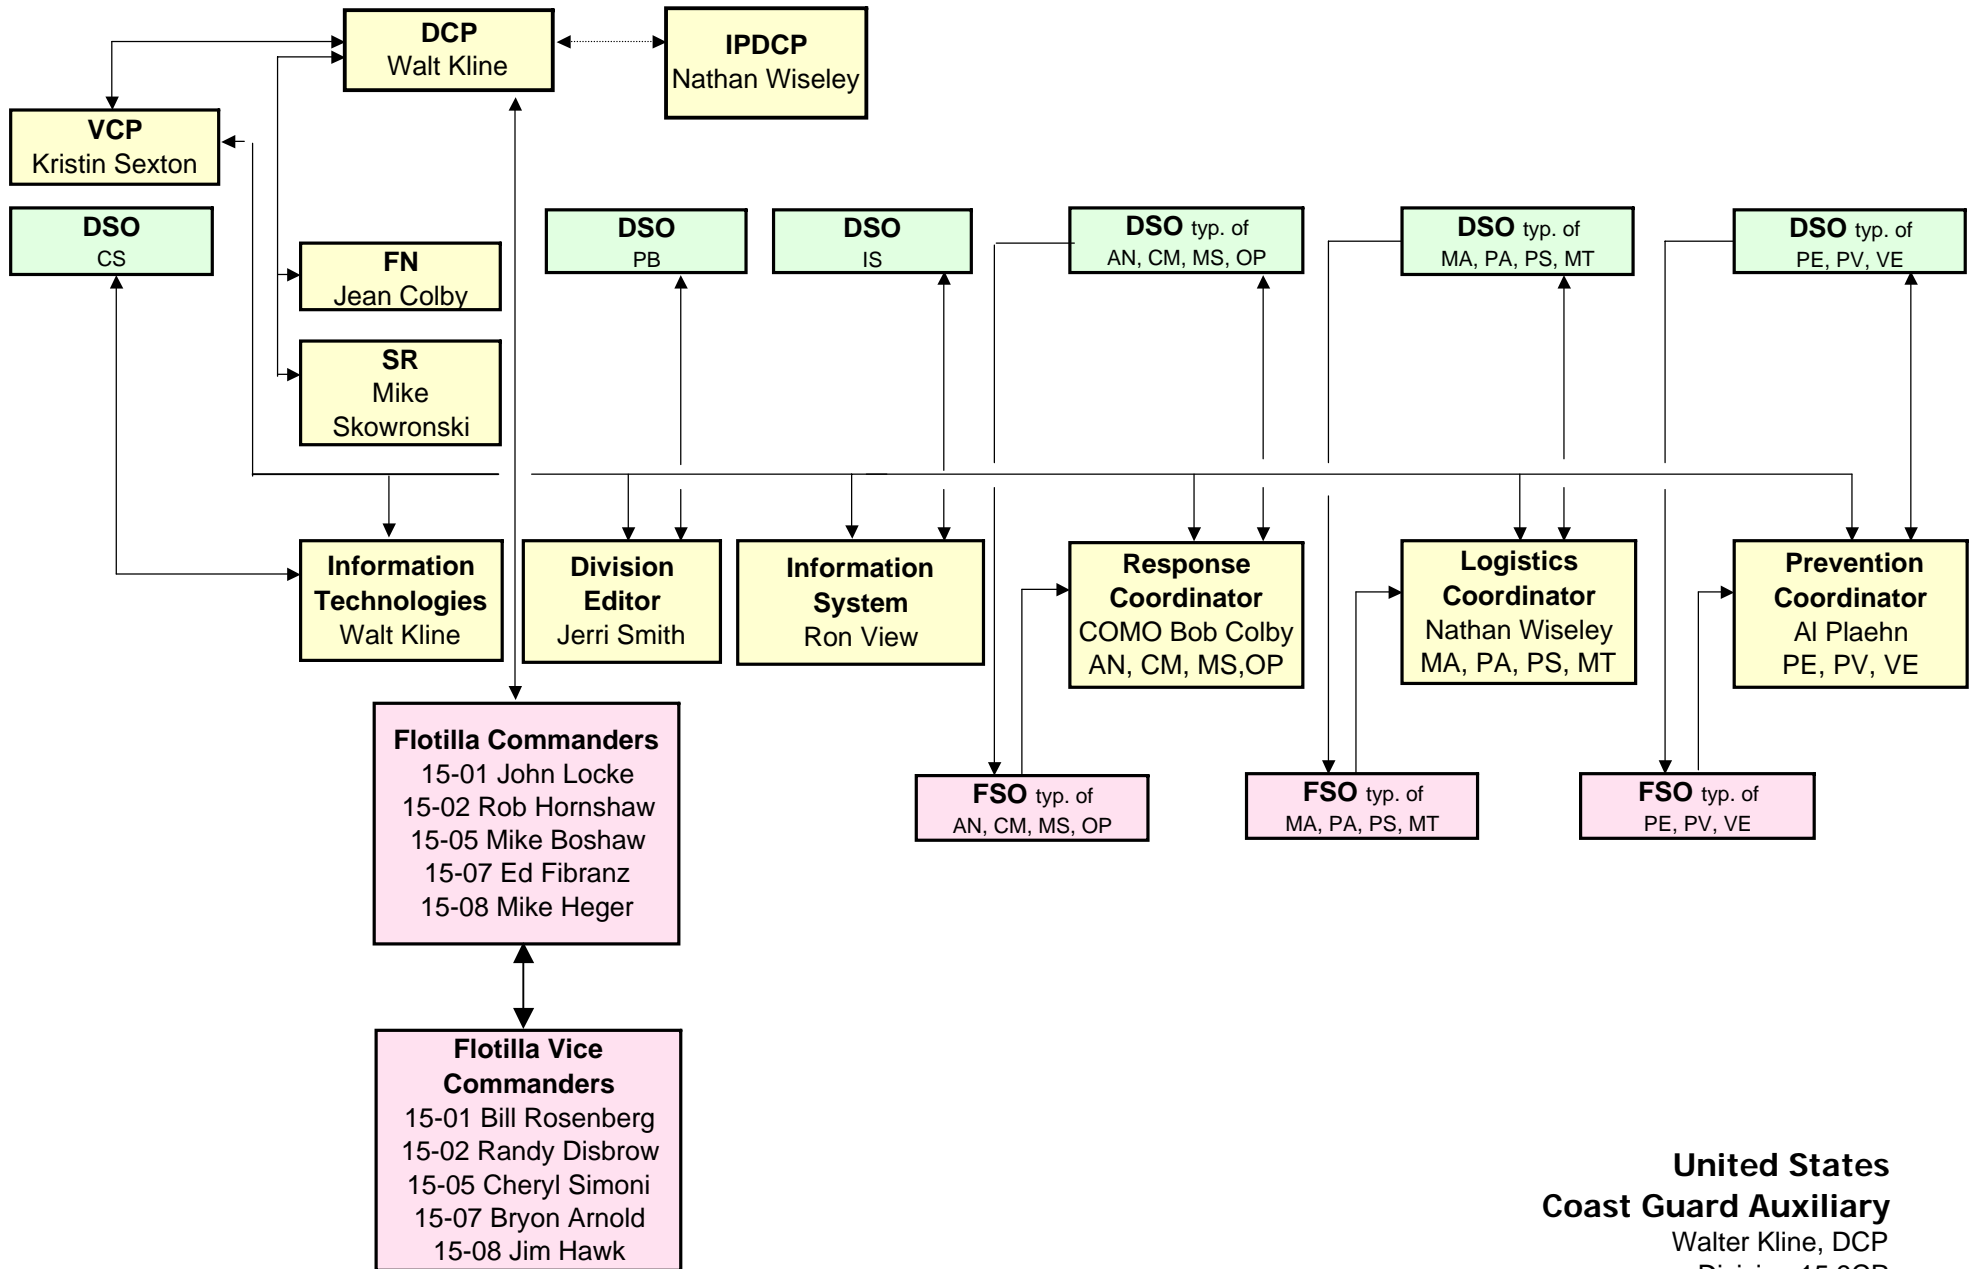 DCP
Walt Kline
IPDCP
Nathan Wiseley
VCP
Kristin Sexton
DSO
CS
FN
Jean Colby
SR
Mike
Skowronski
DSO
PB
DSO
IS
DSO typ. of
AN, CM, MS, OP
DSO typ. of
MA, PA, PS, MT
DSO typ. of
PE, PV, VE
Information
Technologies
Walt Kline
Division
Editor
Jerri Smith
Information
System
Ron View
Response
Coordinator
COMO Bob Colby
AN, CM, MS,OP
Logistics
Coordinator
Nathan Wiseley
MA, PA, PS, MT
Prevention
Coordinator
Al Plaehn
PE, PV, VE
Flotilla Commanders
15-01 John Locke
15-02 Rob Hornshaw
15-05 Mike Boshaw
15-07 Ed Fibranz
15-08 Mike Heger
FSO typ. of
AN, CM, MS, OP
FSO typ. of
MA, PA, PS, MT
FSO typ. of
PE, PV, VE
Flotilla Vice
Commanders
15-01 Bill Rosenberg
15-02 Randy Disbrow
15-05 Cheryl Simoni
15-07 Bryon Arnold
15-08 Jim Hawk
United States
Coast Guard Auxiliary
Walter Kline, DCP
Division